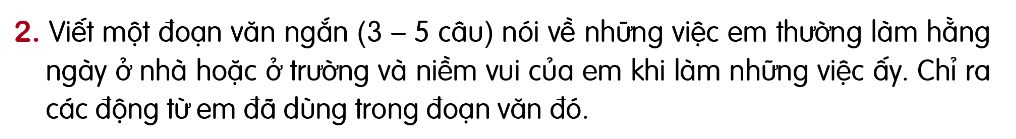 2. Viết một đoạn văn ngắn (3 – 5 câu) nói về những việc em thường làm hằng
ngày ở nhà hoặc ở trường và niềm vui của em khi làm những việc ấy. Chỉ ra
các động từ em đã dùng trong đoạn văn đó.